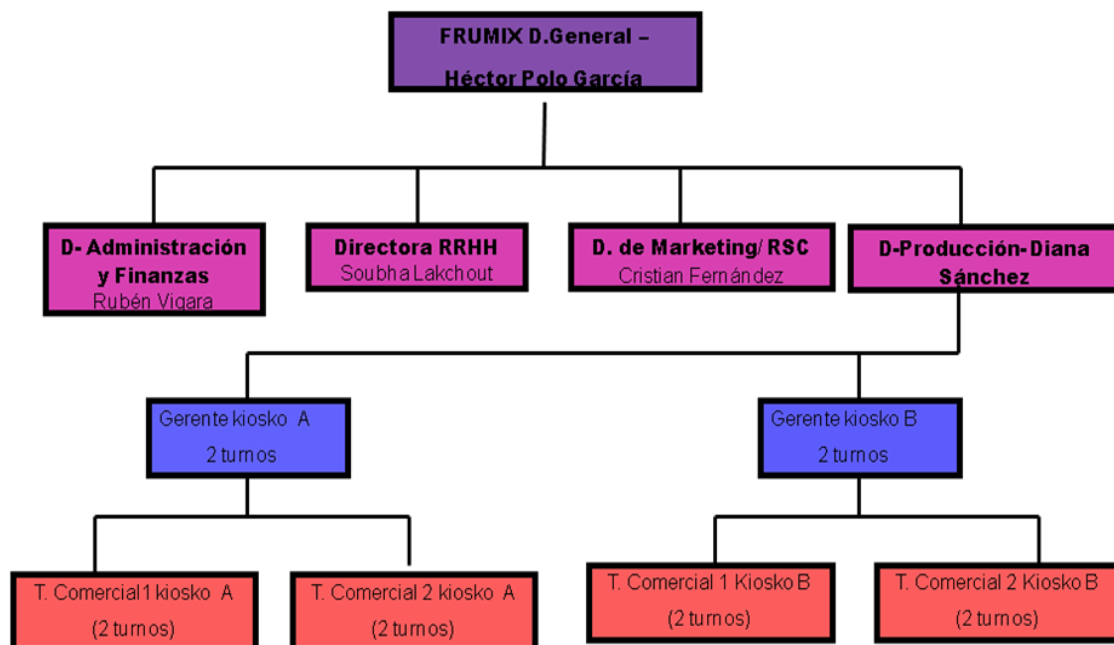 FRUMIX D.General –
Héctor Polo García
D- Administración
y Finanzas
Rubén Vigara
Directora RRHH
Soubha Lakchout
D. de Marketing/ RSC
Cristian Fernández
D-Producción- Diana
Sánchez
Gerente kiosko A
2 turnos
Gerente kiosko B
2 turnos
T. Comercial 1 kiosko A
(2 turnos)
T. Comercial 2 kiosko A
(2 turnos)
T. Comercial 1 Kiosko B
(2 turnos)
T. Comercial 2 Kiosko B
(2 turnos)